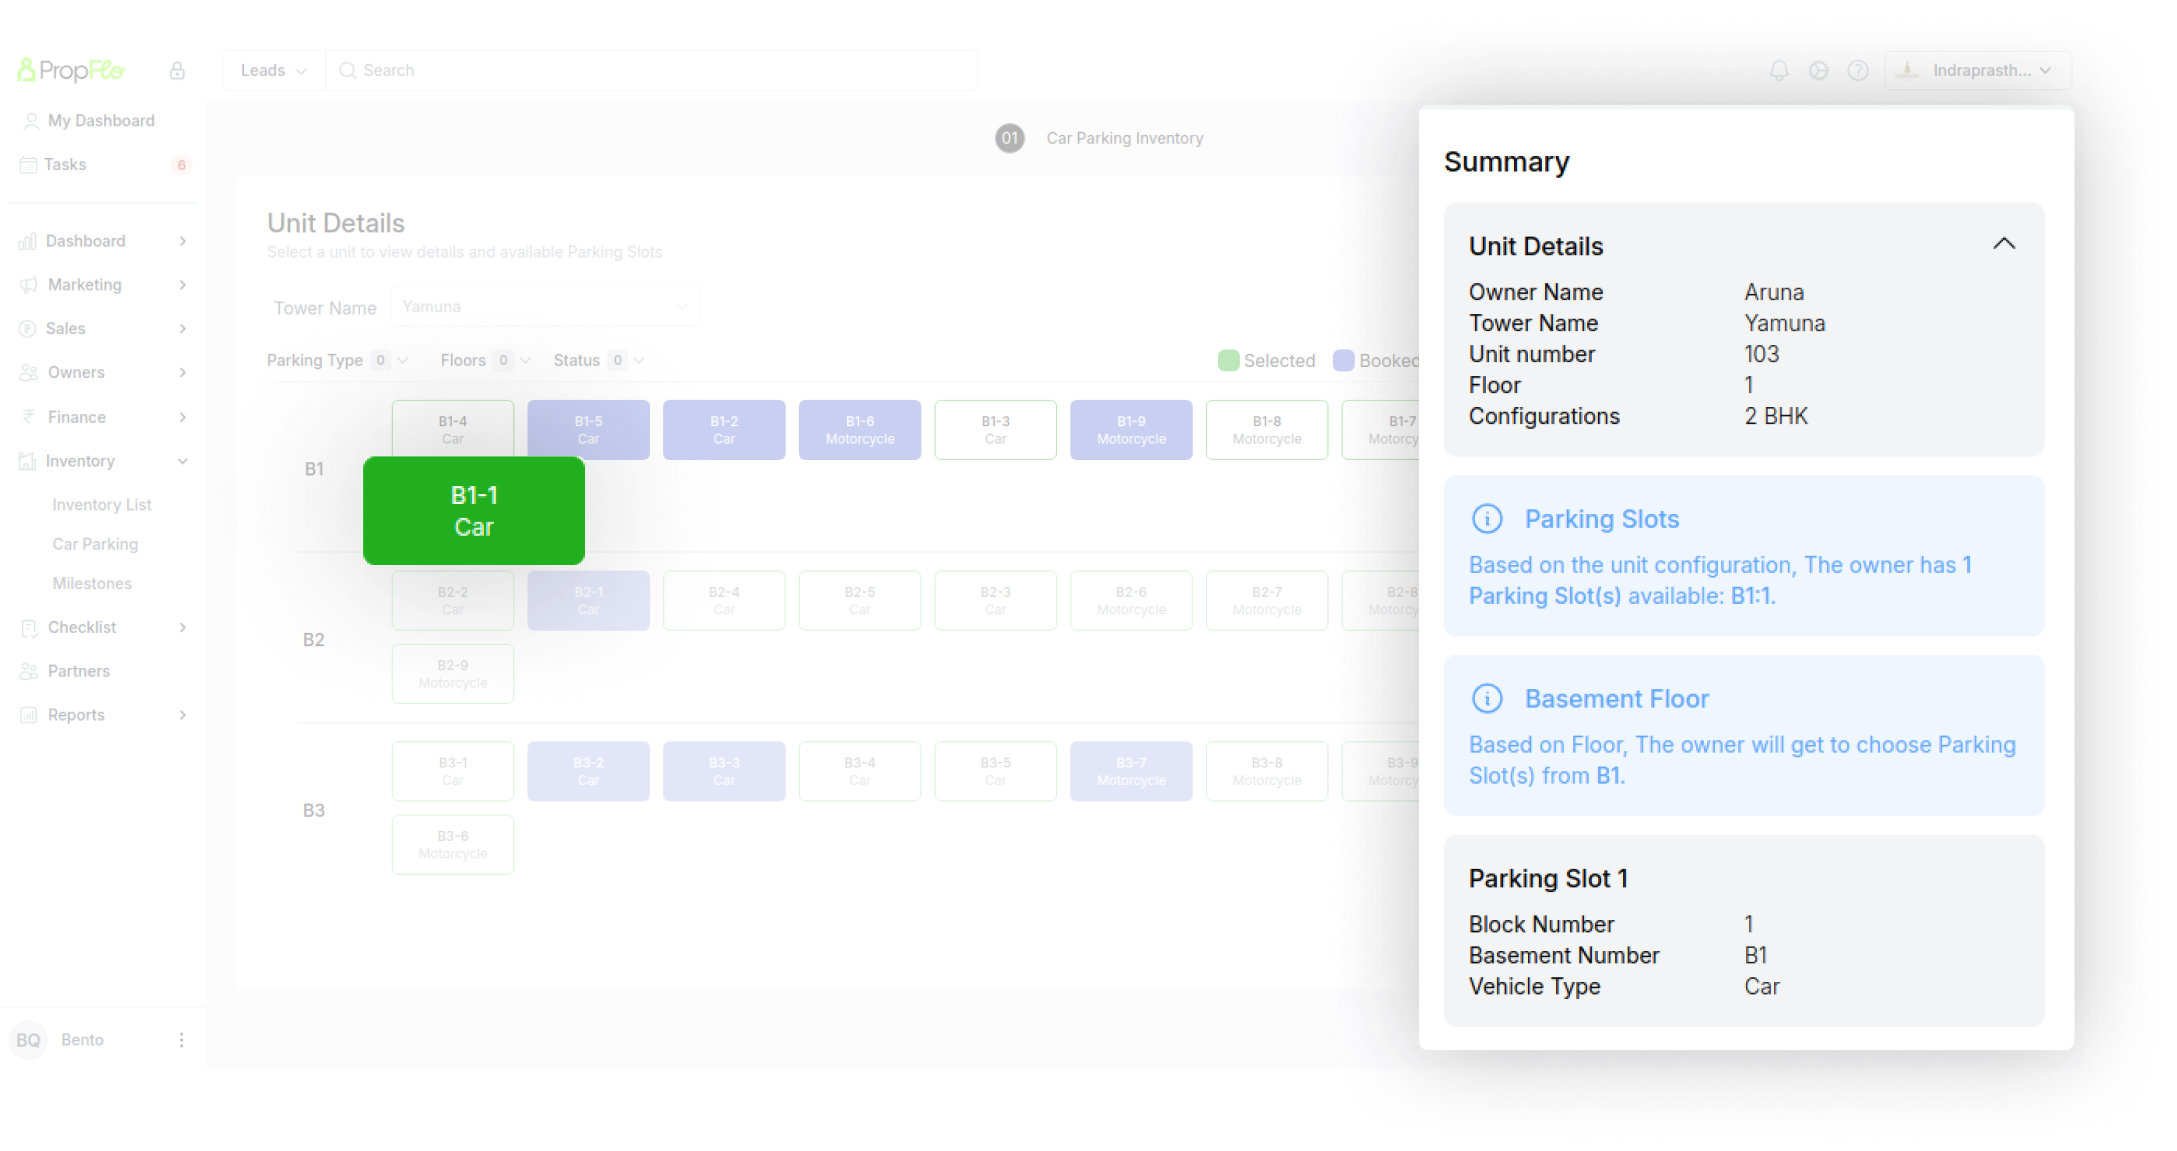 PropFlo
Leads
Search
Indraprasth...
My Dashboard
Tasks 6
Dashboard
Marketing
Sales
Owners
Finance
Inventory
Inventory List
Car Parking
Milestones
Checklist
Partners
Reports
BQ Bento
01 Car Parking Inventory
Unit Details
Select a unit to view details and available Parking Slots
Tower Name Yamuna
Parking Type 0 Floors 0 Status 0
Selected Booked
B1
B1-4
Car
B1-5
Car
B1-2
Car
B1-6
Motorcycle
B1-3
Car
B1-9
Motorcycle
B1-8
Motorcycle
B1-7
Motorcy
B1-1
Car
B2
B2-2
Car
B2-1
Car
B2-4
Car
B2-5
Car
B2-3
Car
B2-6
Motorcycle
B2-7
Motorcycle
B2-8
Motorcy
B2-9
Motorcycle
B3
B3-1
Car
B3-2
Car
B3-3
Car
B3-4
Car
B3-5
Car
B3-7
Motorcycle
B3-8
Motorcycle
B3-9
Motorcy
B3-6
Motorcycle
Summary
Unit Details
Owner Name Aruna
Tower Name Yamuna
Unit number 103
Floor 1
Configurations 2 BHK
Parking Slots
Based on the unit configuration, The owner has 1
Parking Slot(s) available: B1:1.
Basement Floor
Based on Floor, The owner will get to choose Parking
Slot(s) from B1.
Parking Slot 1
Block Number 1
Basement Number B1
Vehicle Type Car